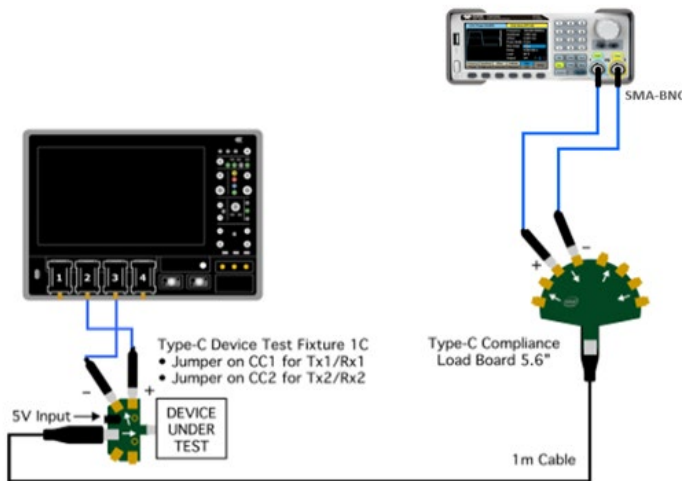 SMA-BNC
1 2 3 4
+
-
Type-C Device Test Fixture 1C
• Jumper on CC1 for Tx1/Rx1
• Jumper on CC2 for Tx2/Rx2
Type-C Compliance
Load Board 5.6"
-
+
5V Input
DEVICE
UNDER
TEST
1m Cable